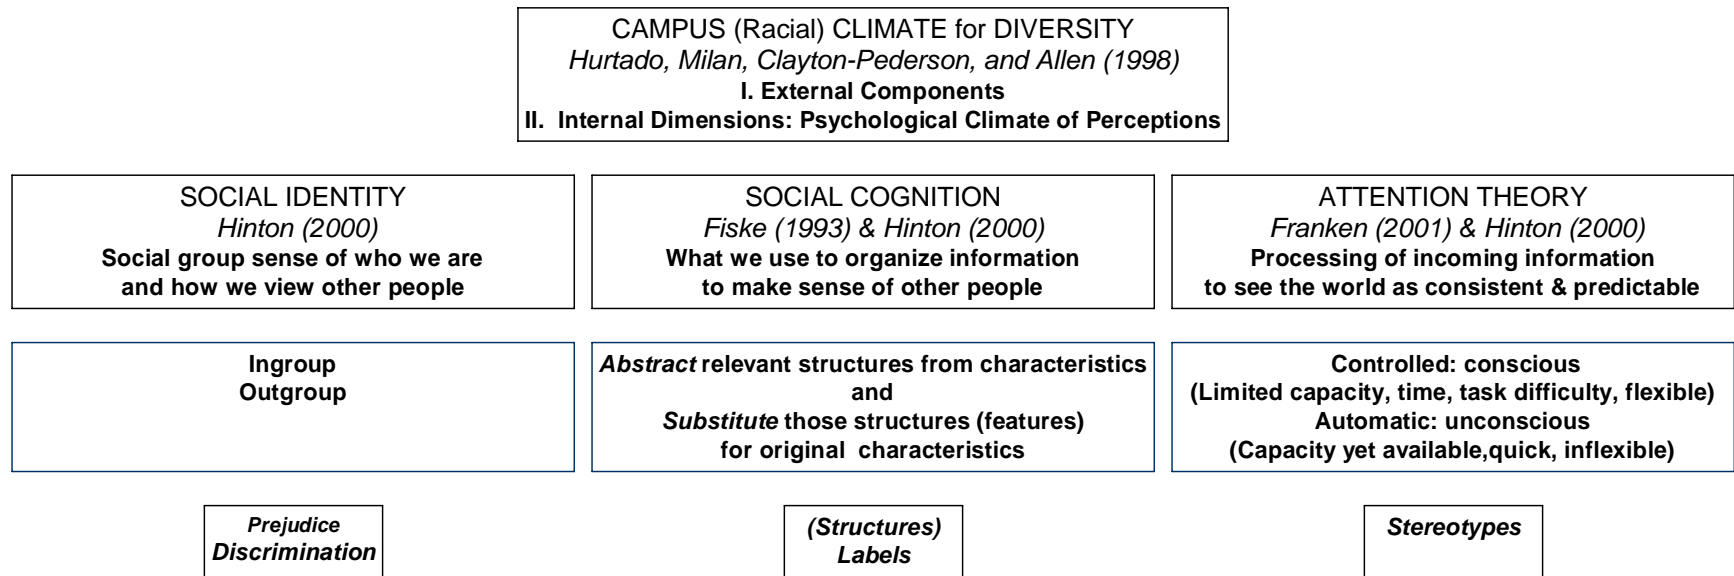 CAMPUS (Racial) CLIMATE for DIVERSITY
Hurtado, Milan, Clayton-Pederson, and Allen (1998)
I. External Components
II. Internal Dimensions: Psychological Climate of Perceptions
SOCIAL IDENTITY
Hinton (2000)
Social group sense of who we are
and how we view other people
SOCIAL COGNITION
Fiske (1993) & Hinton (2000)
What we use to organize information
to make sense of other people
ATTENTION THEORY
Franken (2001) & Hinton (2000)
Processing of incoming information
to see the world as consistent & predictable
Ingroup
Outgroup
Abstract relevant structures from characteristics
and
Substitute those structures (features)
for original characteristics
Controlled: conscious
(Limited capacity, time, task difficulty, flexible)
Automatic: unconscious
(Capacity yet available,quick, inflexible)
Prejudice
Discrimination
(Structures)
Labels
Stereotypes